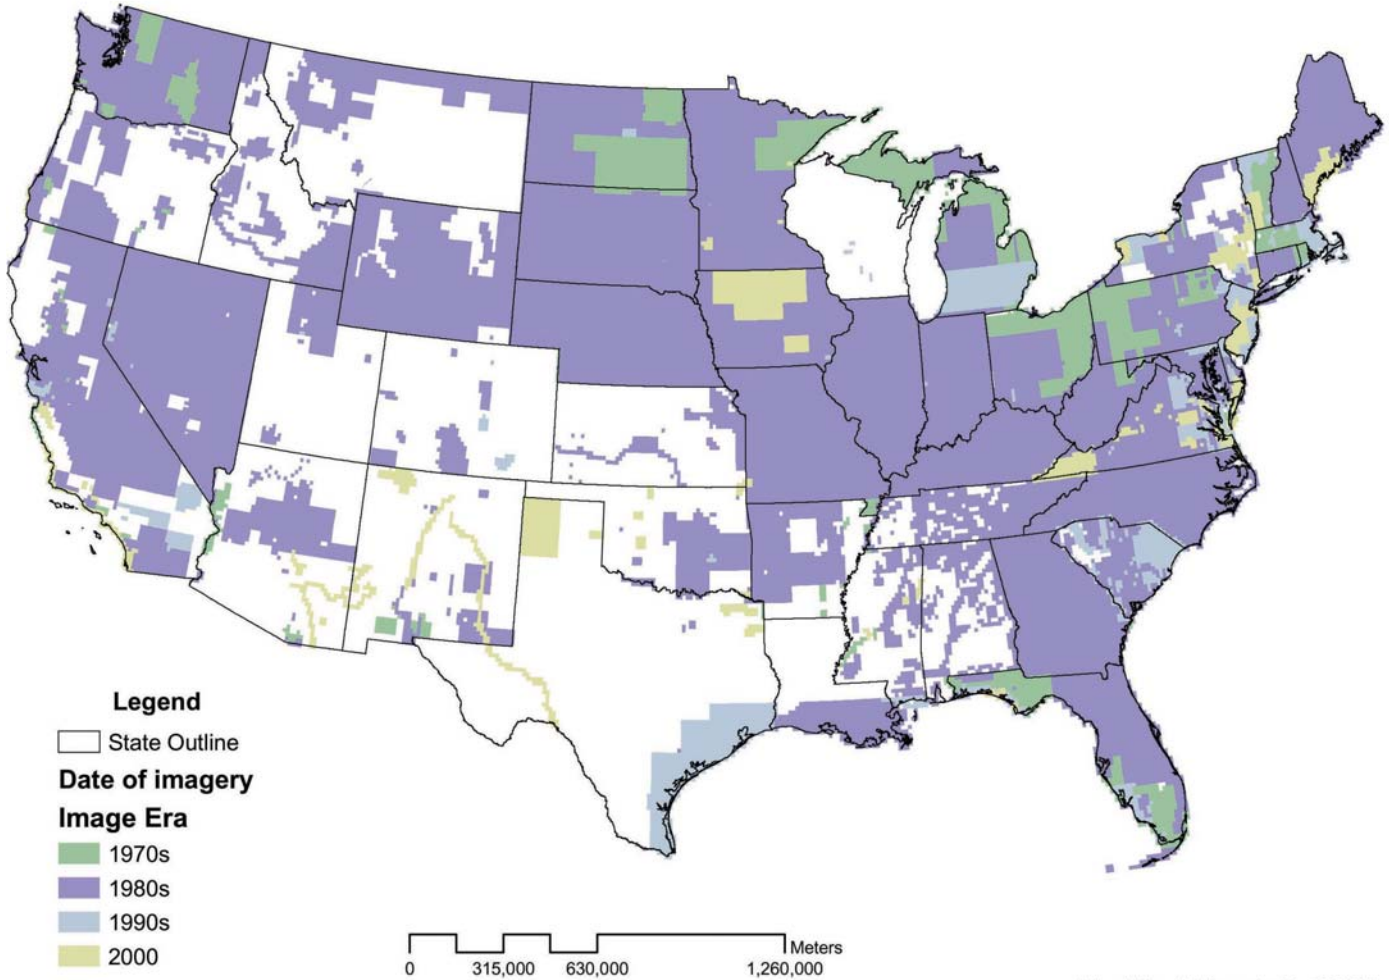 Legend
State Outline
Date of imagery
Image Era
1970s
1980s
1990s
2000
Meters
0 315,000 630,000 1,260,000